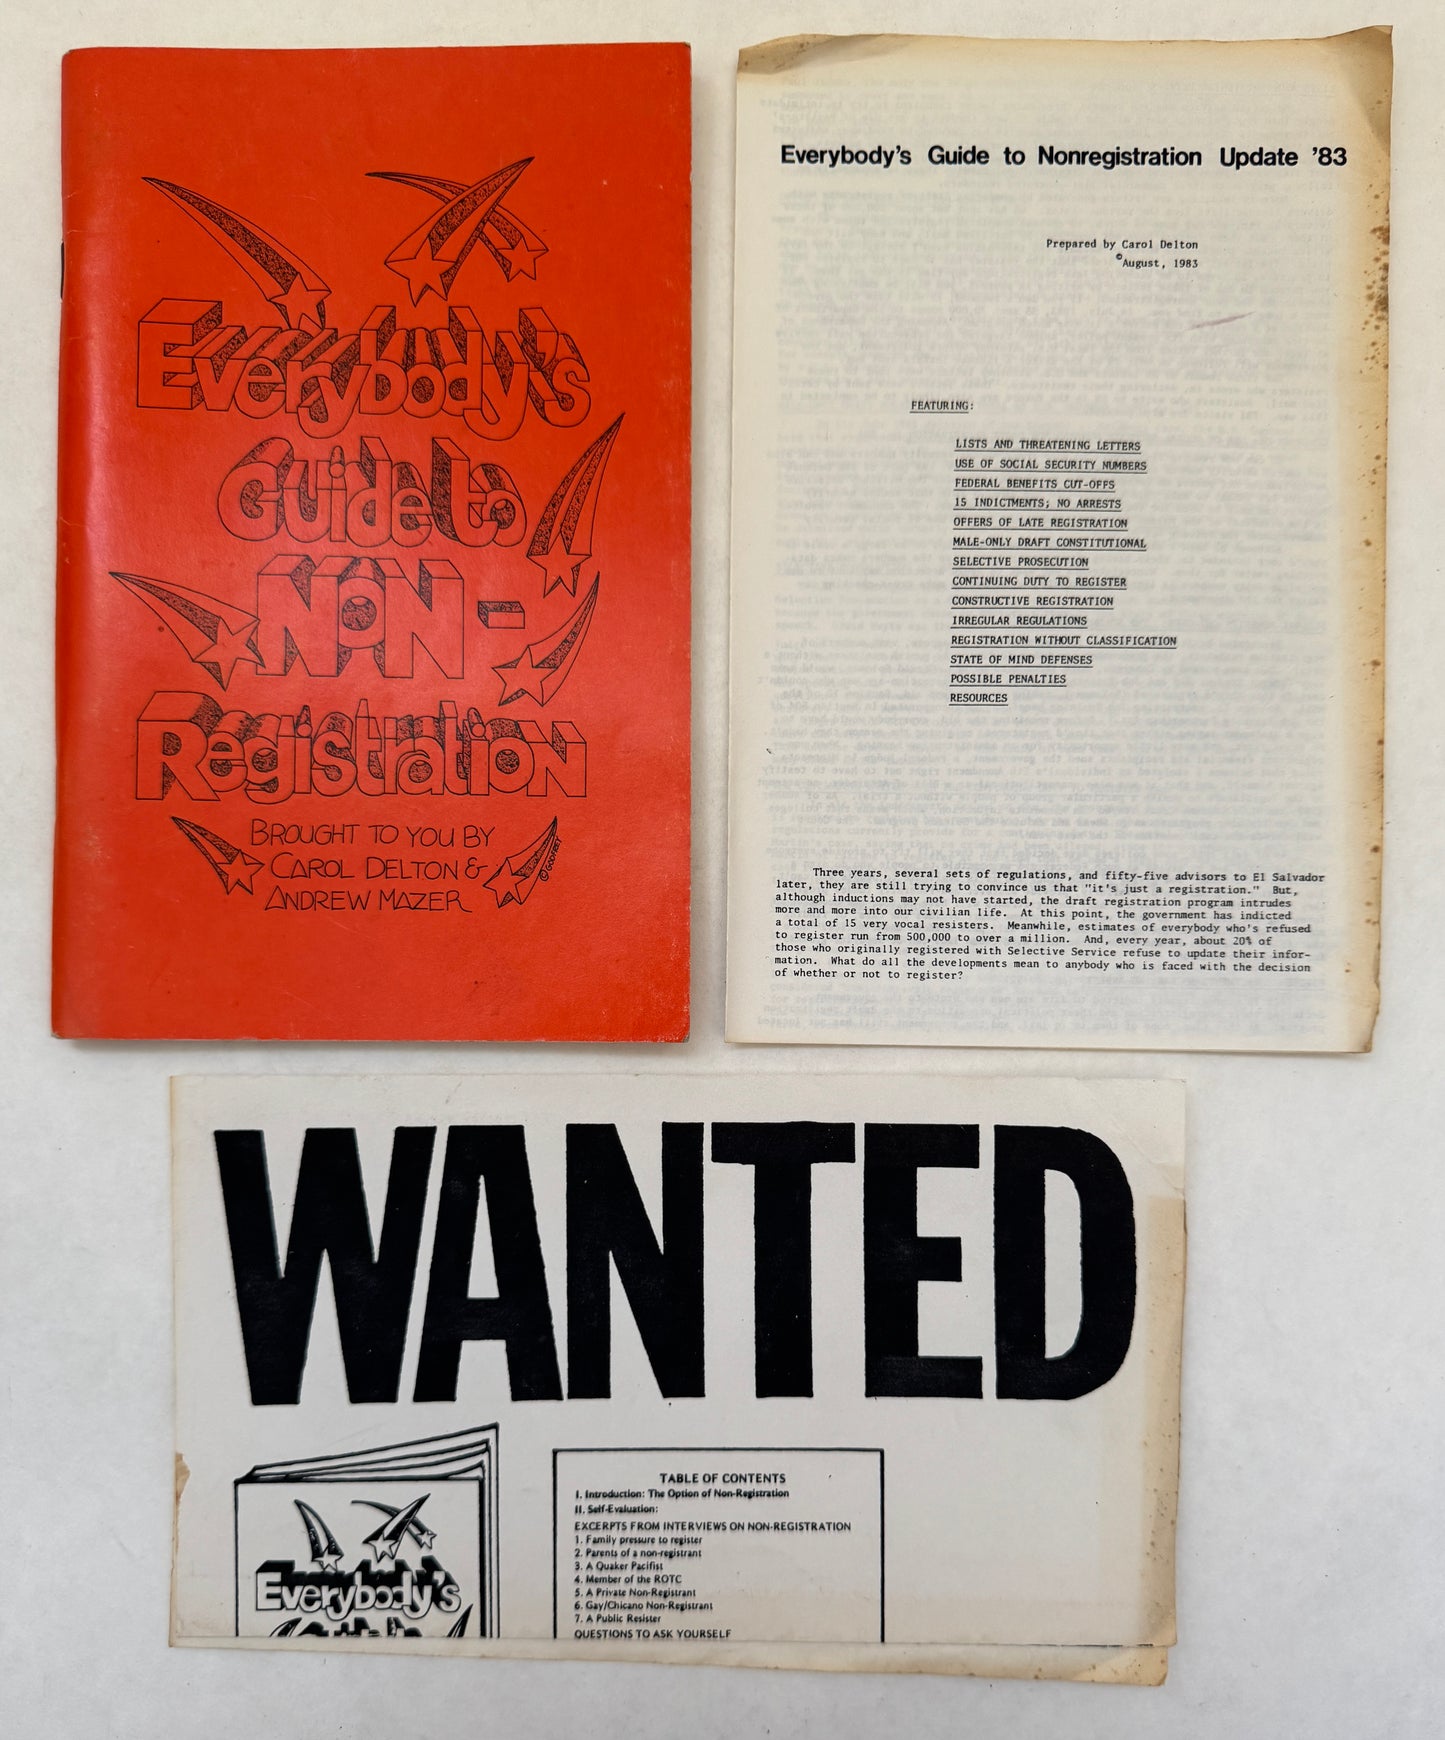 Everybody's
Guide to
Non-
Registration
BROUGHT TO YOU BY
CAROL DELTON &
ANDREW MAZER
© GODFREY
Everybody's Guide to Nonregistration Update '83
Prepared by Carol Delton
©August, 1983
FEATURING:
LISTS AND THREATENING LETTERS
USE OF SOCIAL SECURITY NUMBERS
FEDERAL BENEFITS CUT-OFFS
15 INDICTMENTS; NO ARRESTS
OFFERS OF LATE REGISTRATION
MALE-ONLY DRAFT CONSTITUTIONAL
SELECTIVE PROSECUTION
CONTINUING DUTY TO REGISTER
CONSTRUCTIVE REGISTRATION
IRREGULAR REGULATIONS
REGISTRATION WITHOUT CLASSIFICATION
STATE OF MIND DEFENSES
POSSIBLE PENALTIES
RESOURCES
Three years, several sets of regulations, and fifty-five advisors to El Salvador
later, they are still trying to convince us that "it's just a registration." But,
although inductions may not have started, the draft registration program intrudes
more and more into our civilian life. At this point, the government has indicted
a total of 15 very vocal resisters. Meanwhile, estimates of everybody who's refused
to register run from 500,000 to over a million. And, every year, about 20% of
those who originally registered with Selective Service refuse to update their infor-
mation. What do all the developments mean to anybody who is faced with the decision
of whether or not to register?
WANTED
Everybody's
TABLE OF CONTENTS
I. Introduction: The Option of Non-Registration
II. Self-Evaluation:
EXCERPTS FROM INTERVIEWS ON NON-REGISTRATION
1. Family pressure to register
2. Parents of a non-registrant
3. A Quaker Pacifist
4. Member of the ROTC
5. A Private Non-Registrant
6. Gay/Chicano Non-Registrant
7. A Public Resister
QUESTIONS TO ASK YOURSELF